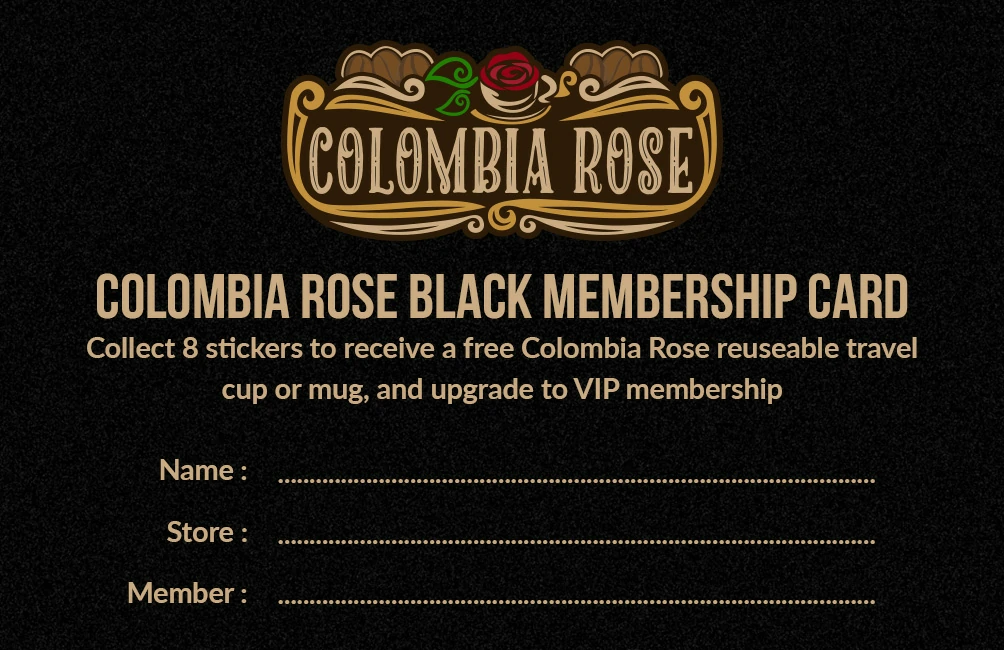 COLOMBIA ROSE
COLOMBIA ROSE BLACK MEMBERSHIP CARD
Collect 8 stickers to receive a free Colombia Rose reuseable travel
cup or mug, and upgrade to VIP membership
Name : ....................................................................................................
Store : ....................................................................................................
Member : ....................................................................................................